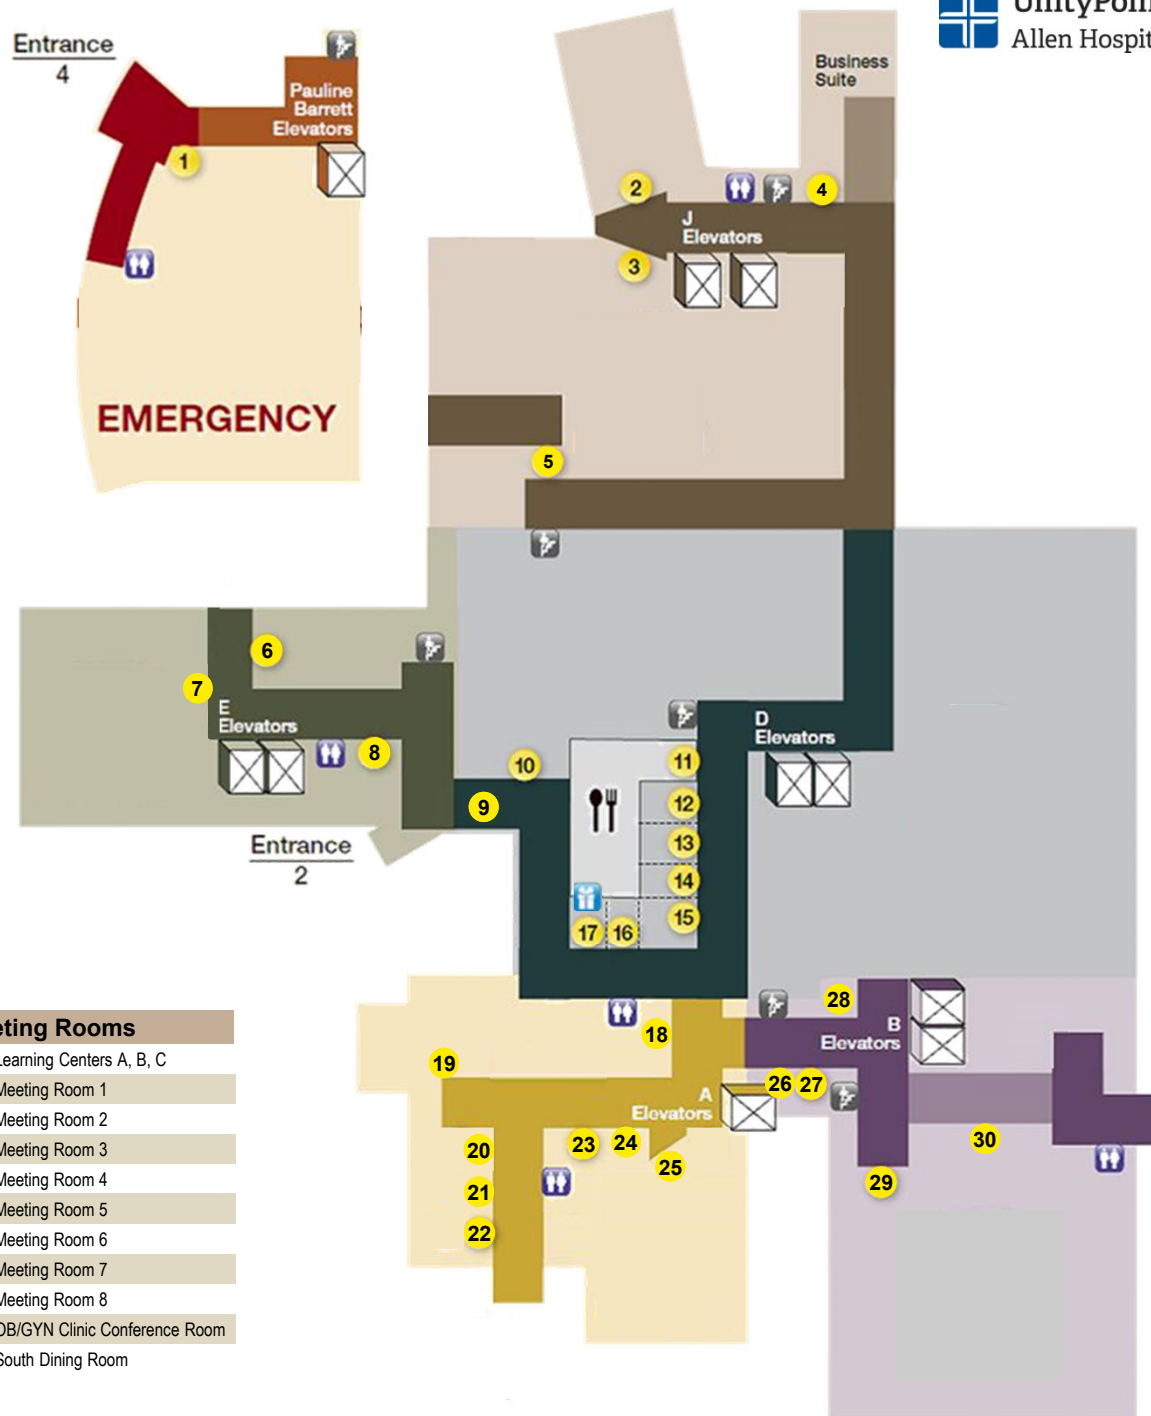 Allen Hospit
Entrance
4
Pauline
Barrett
Elevators
1
EMERGENCY
Business
Suite
2
4
J
Elevators
3
5
6
7
E
Elevators
8
D
Elevators
10
11
9
12
13
14
15
17
16
Entrance
2
28
B
Elevators
18
19
26
27
A
Elevators
20
23
24
25
30
21
29
22
eting Rooms
Learning Centers A, B, C
Meeting Room 1
Meeting Room 2
Meeting Room 3
Meeting Room 4
Meeting Room 5
Meeting Room 6
Meeting Room 7
Meeting Room 8
OB/GYN Clinic Conference Room
South Dining Room